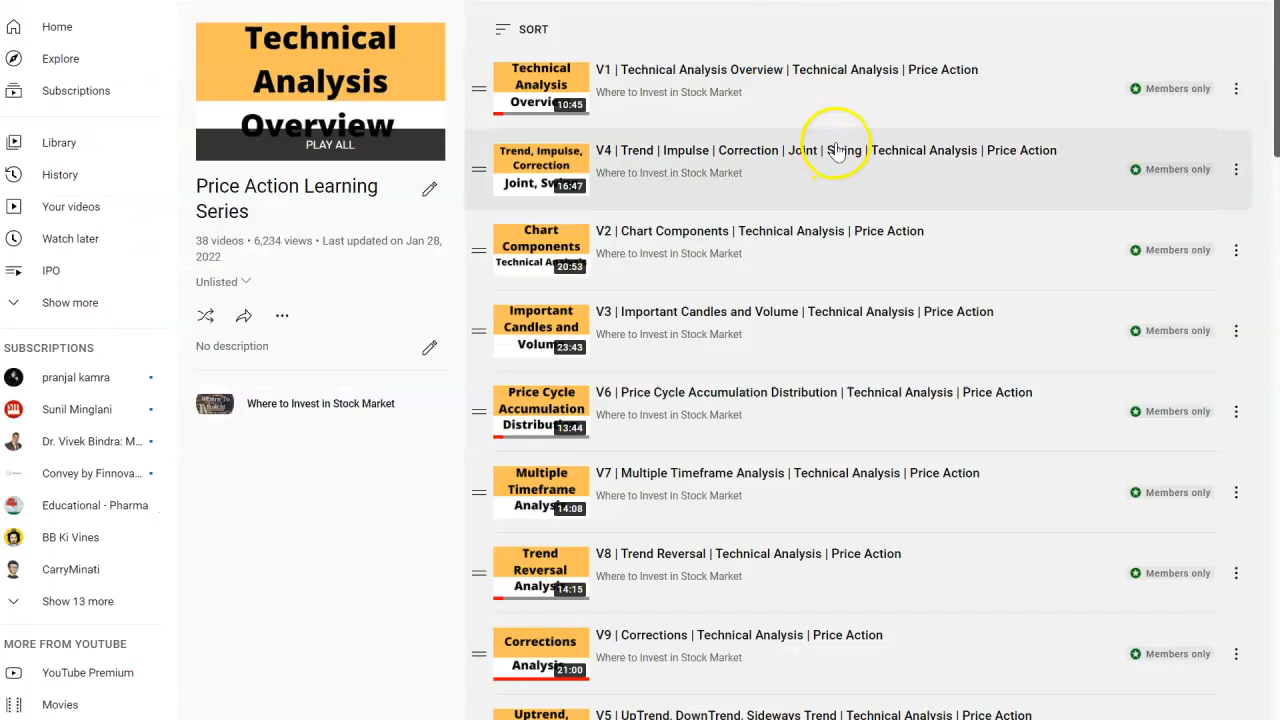 Home
Explore
Subscriptions
Library
History
Your videos
Watch later
IPO
Show more
SUBSCRIPTIONS
pranjal kamra
Sunil Minglani
Dr. Vivek Bindra: M...
Convey by Finnova...
Educational - Pharma
BB Ki Vines
CarryMinati
Show 13 more
MORE FROM YOUTUBE
YouTube Premium
Movies
Technical
Analysis
Overview
PLAY ALL
Price Action Learning
Series
38 videos • 6,234 views • Last updated on Jan 28,
2022
Unlisted
No description
Where to Invest in Stock Market
SORT
Technical
Analysis
10:45
V1 | Technical Analysis Overview | Technical Analysis | Price Action
Where to Invest in Stock Market
Members only
Trend, Impulse,
Correction
Joint,
16:47
V4 | Trend | Impulse | Correction | Joint | Swing | Technical Analysis | Price Action
Where to Invest in Stock Market
Members only
Chart
Components
Technical
20:53
V2 | Chart Components | Technical Analysis | Price Action
Where to Invest in Stock Market
Members only
Important
Candles and
23:43
V3 | Important Candles and Volume | Technical Analysis | Price Action
Where to Invest in Stock Market
Members only
Price Cycle
Accumulation
13:44
V6 | Price Cycle Accumulation Distribution | Technical Analysis | Price Action
Where to Invest in Stock Market
Members only
Multiple
Timeframe
14:08
V7 | Multiple Timeframe Analysis | Technical Analysis | Price Action
Where to Invest in Stock Market
Members only
Trend
Reversal
14:15
V8 | Trend Reversal | Technical Analysis | Price Action
Where to Invest in Stock Market
Members only
Corrections
21:00
V9 | Corrections | Technical Analysis | Price Action
Where to Invest in Stock Market
Members only
Uptrend,
V5 | UpTrend, DownTrend, Sideways Trend | Technical Analysis | Price Action